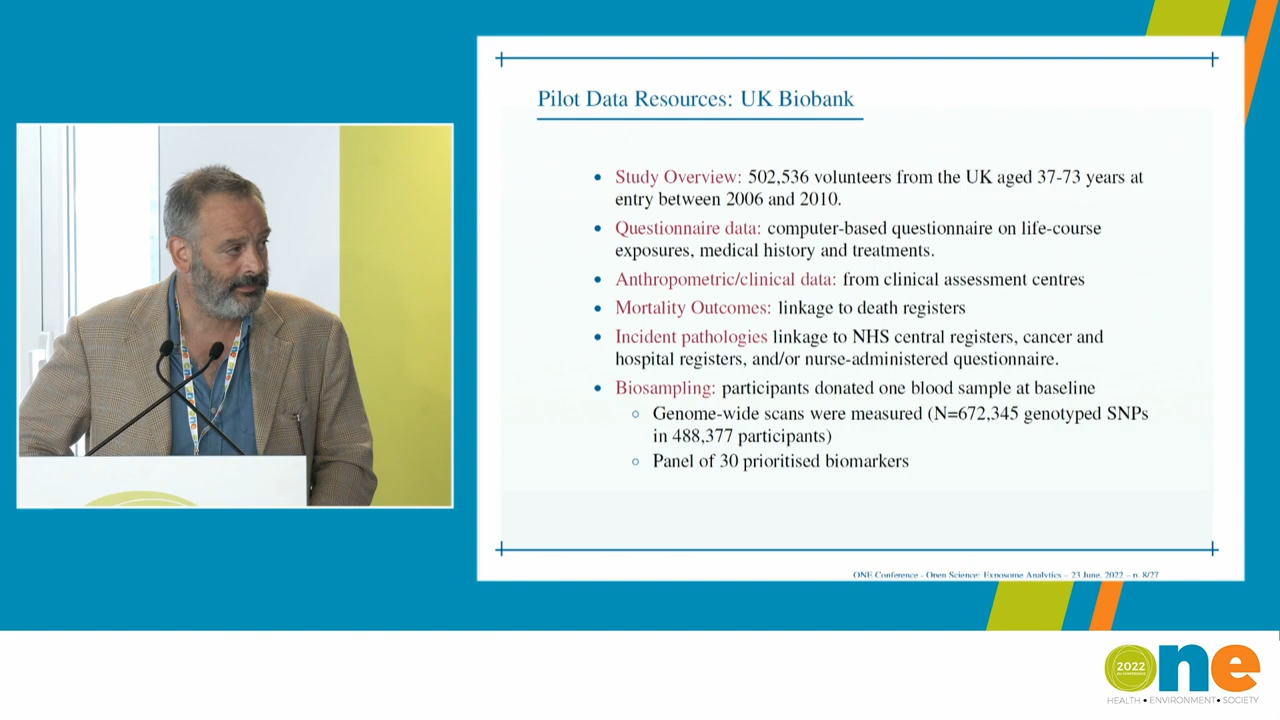 Pilot Data Resources: UK Biobank
• Study Overview: 502,536 volunteers from the UK aged 37-73 years at
entry between 2006 and 2010.
• Questionnaire data: computer-based questionnaire on life-course
exposures, medical history and treatments.
• Anthropometric/clinical data: from clinical assessment centres
• Mortality Outcomes: linkage to death registers
• Incident pathologies linkage to NHS central registers, cancer and
hospital registers, and/or nurse-administered questionnaire.
• Biosampling: participants donated one blood sample at baseline
○ Genome-wide scans were measured (N=672,345 genotyped SNPs
in 488,377 participants)
○ Panel of 30 prioritised biomarkers
ONE Conference - Open Science: Exposome Analytics – 23 June, 2022 – p. 8/27
2022
EU CONFERENCE
one
HEALTH • ENVIRONMENT • SOCIETY